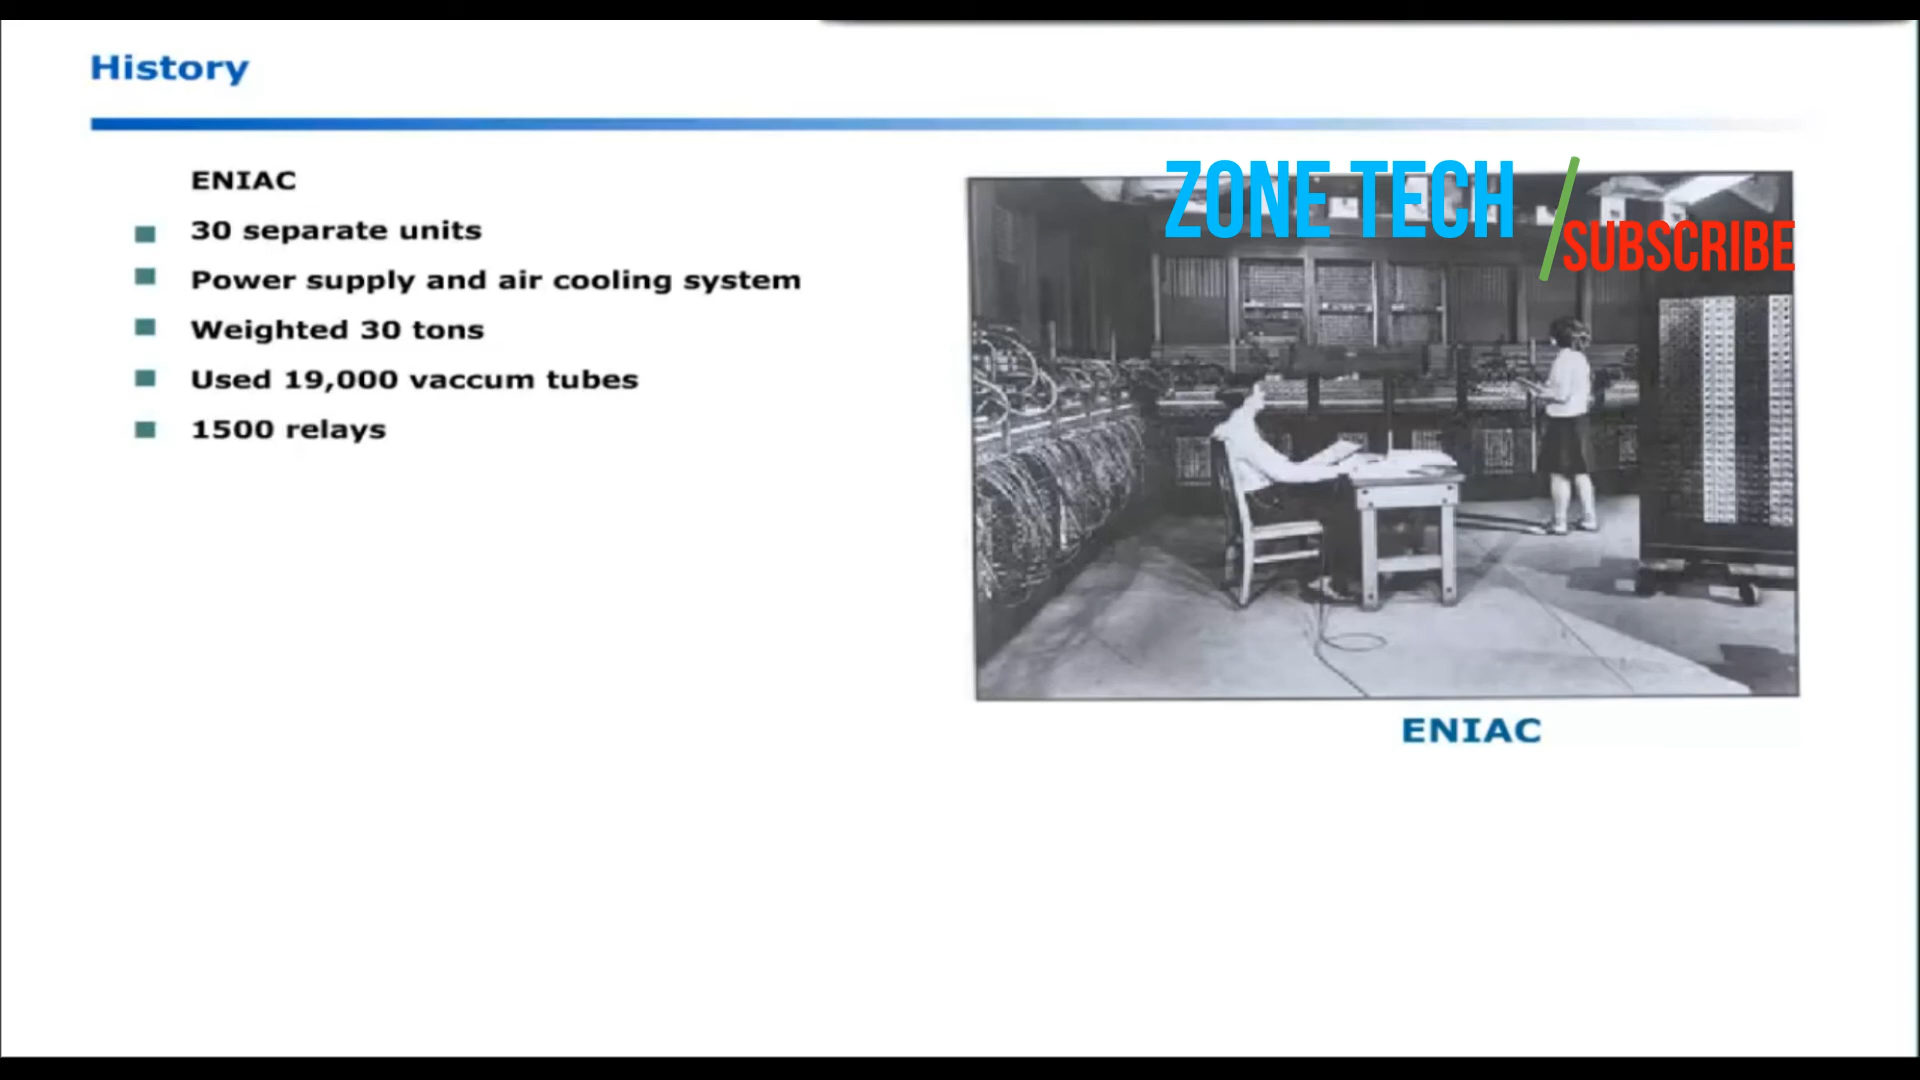 History
ENIAC
30 separate units
Power supply and air cooling system
Weighted 30 tons
Used 19,000 vaccum tubes
1500 relays
ZONE TECH
SUBSCRIBE
ENIAC